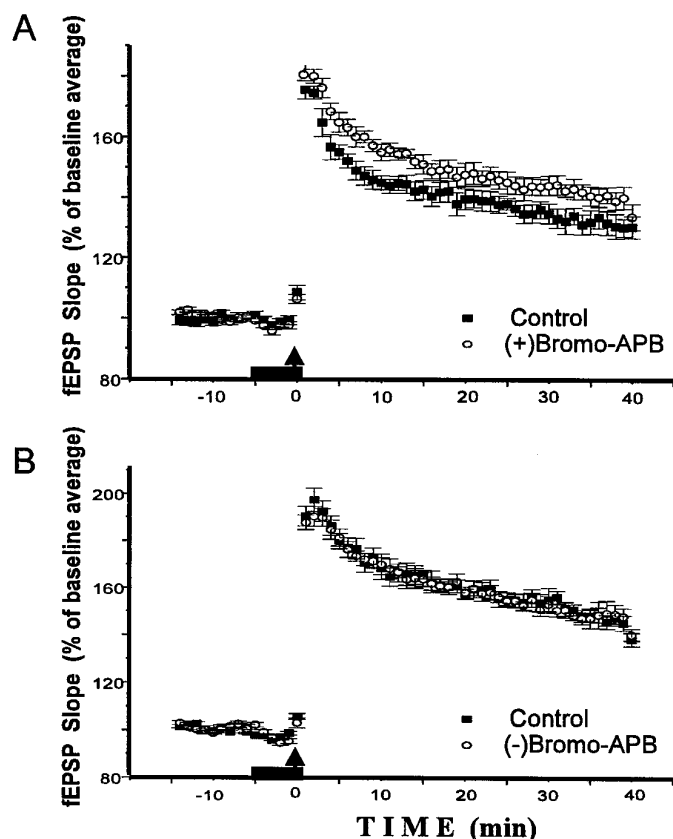 A
fEPSP Slope (% of baseline average)
160
120
80
-10 0 10 20 30 40
Control
(+)Bromo-APB
B
fEPSP Slope (% of baseline average)
200
160
120
80
-10 0 10 20 30 40
Control
(-)Bromo-APB
TIME (min)